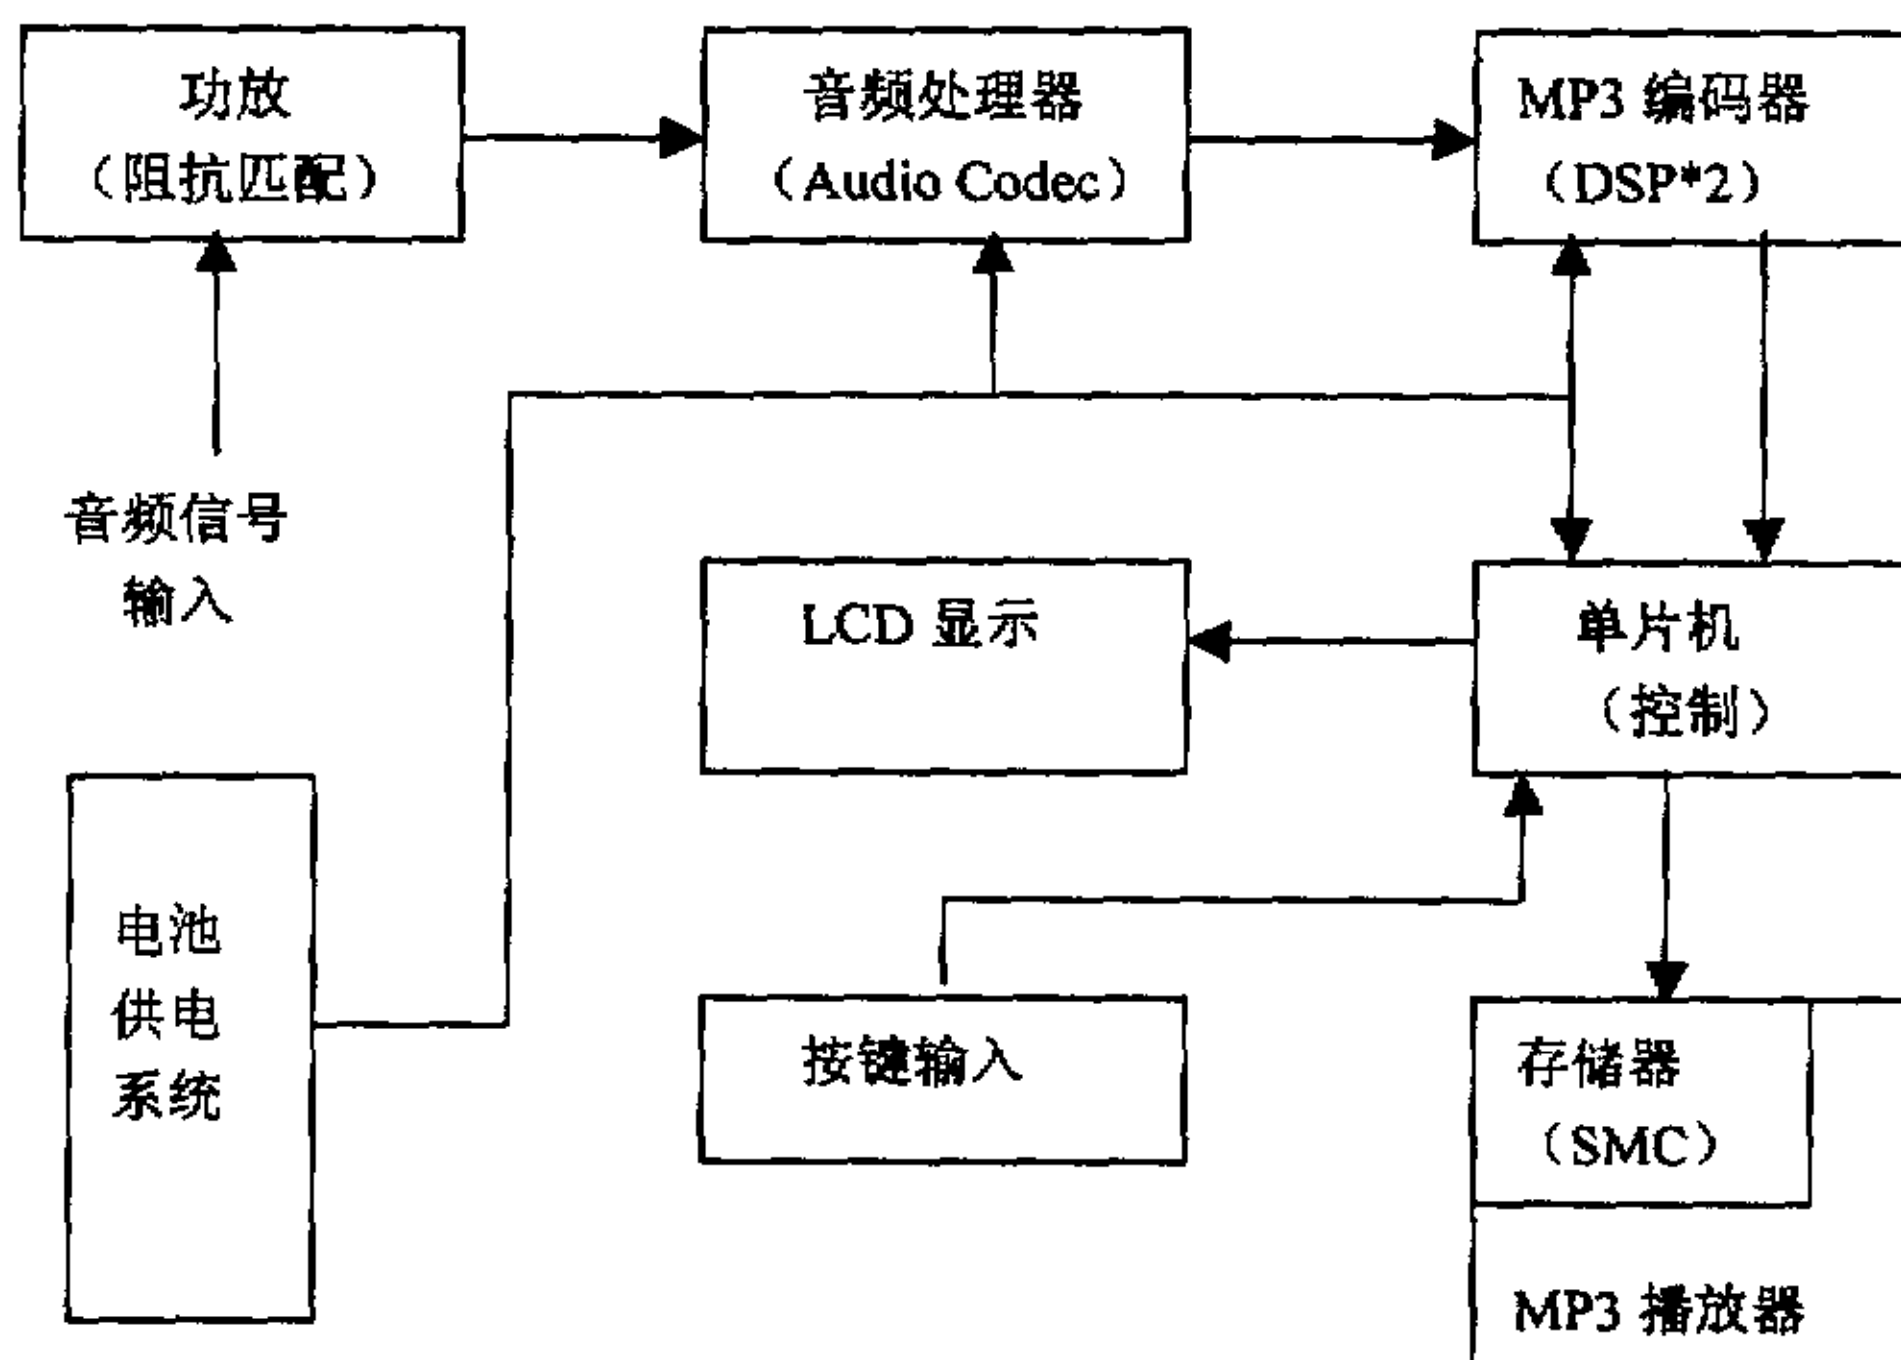 功放
（阻抗匹配）
音频处理器
（Audio Codec）
MP3 编码器
（DSP*2）
音频信号
输入
LCD 显示
单片机
（控制）
电池
供电
系统
按键输入
存储器
（SMC）
MP3 播放器